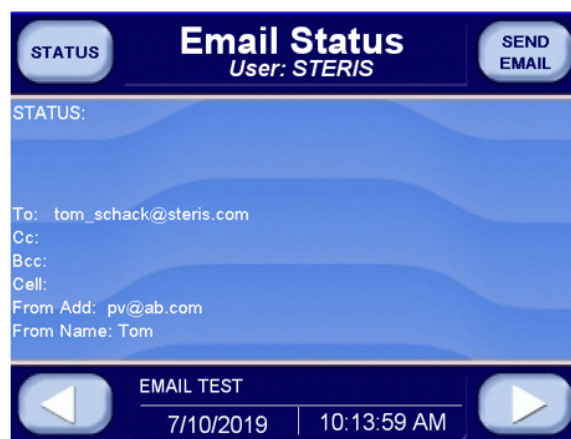 STATUS
Email Status
User: STERIS
SEND
EMAIL
STATUS:
To: tom_schack@steris.com
Cc:
Bcc:
Cell:
From Add: pv@ab.com
From Name: Tom
EMAIL TEST
7/10/2019
10:13:59 AM